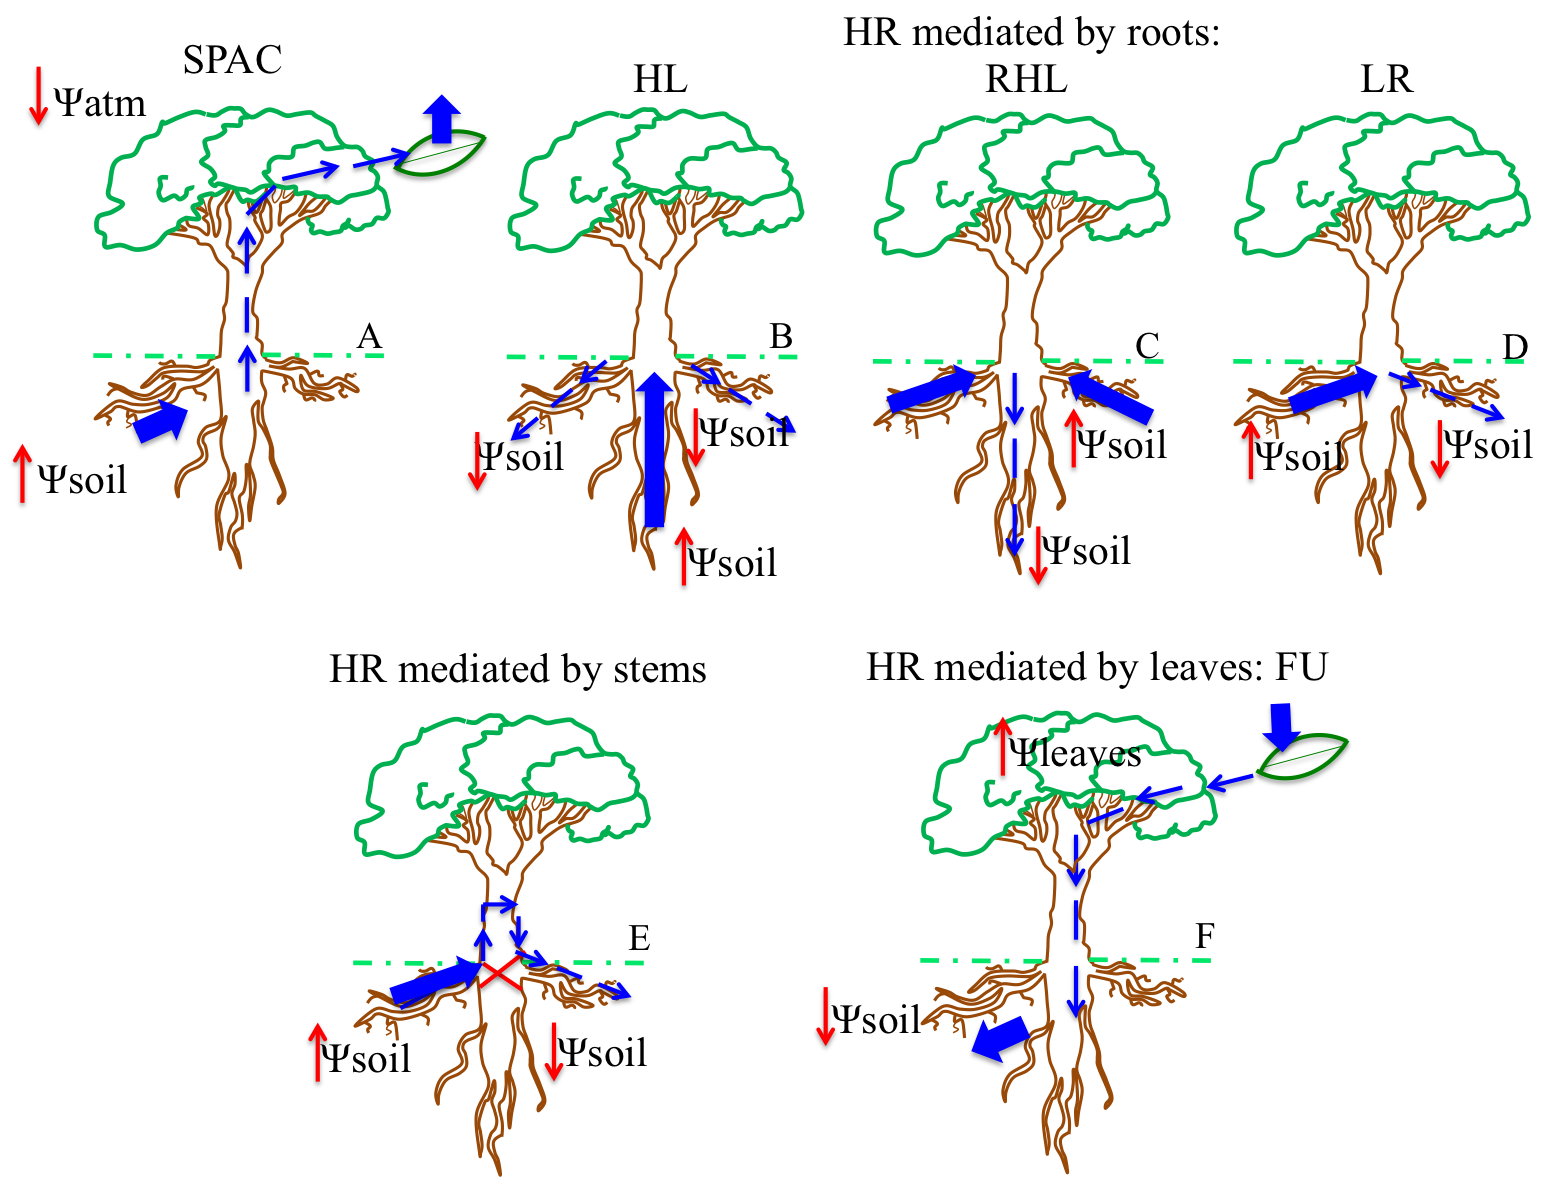 HR mediated by roots:
SPAC
HL
RHL
LR
Ψatm
A
B
C
D
Ψsoil
Ψsoil
Ψsoil
Ψsoil
Ψsoil
Ψsoil
Ψsoil
Ψsoil
HR mediated by stems
HR mediated by leaves: FU
Ψleaves
E
F
Ψsoil
Ψsoil
Ψsoil